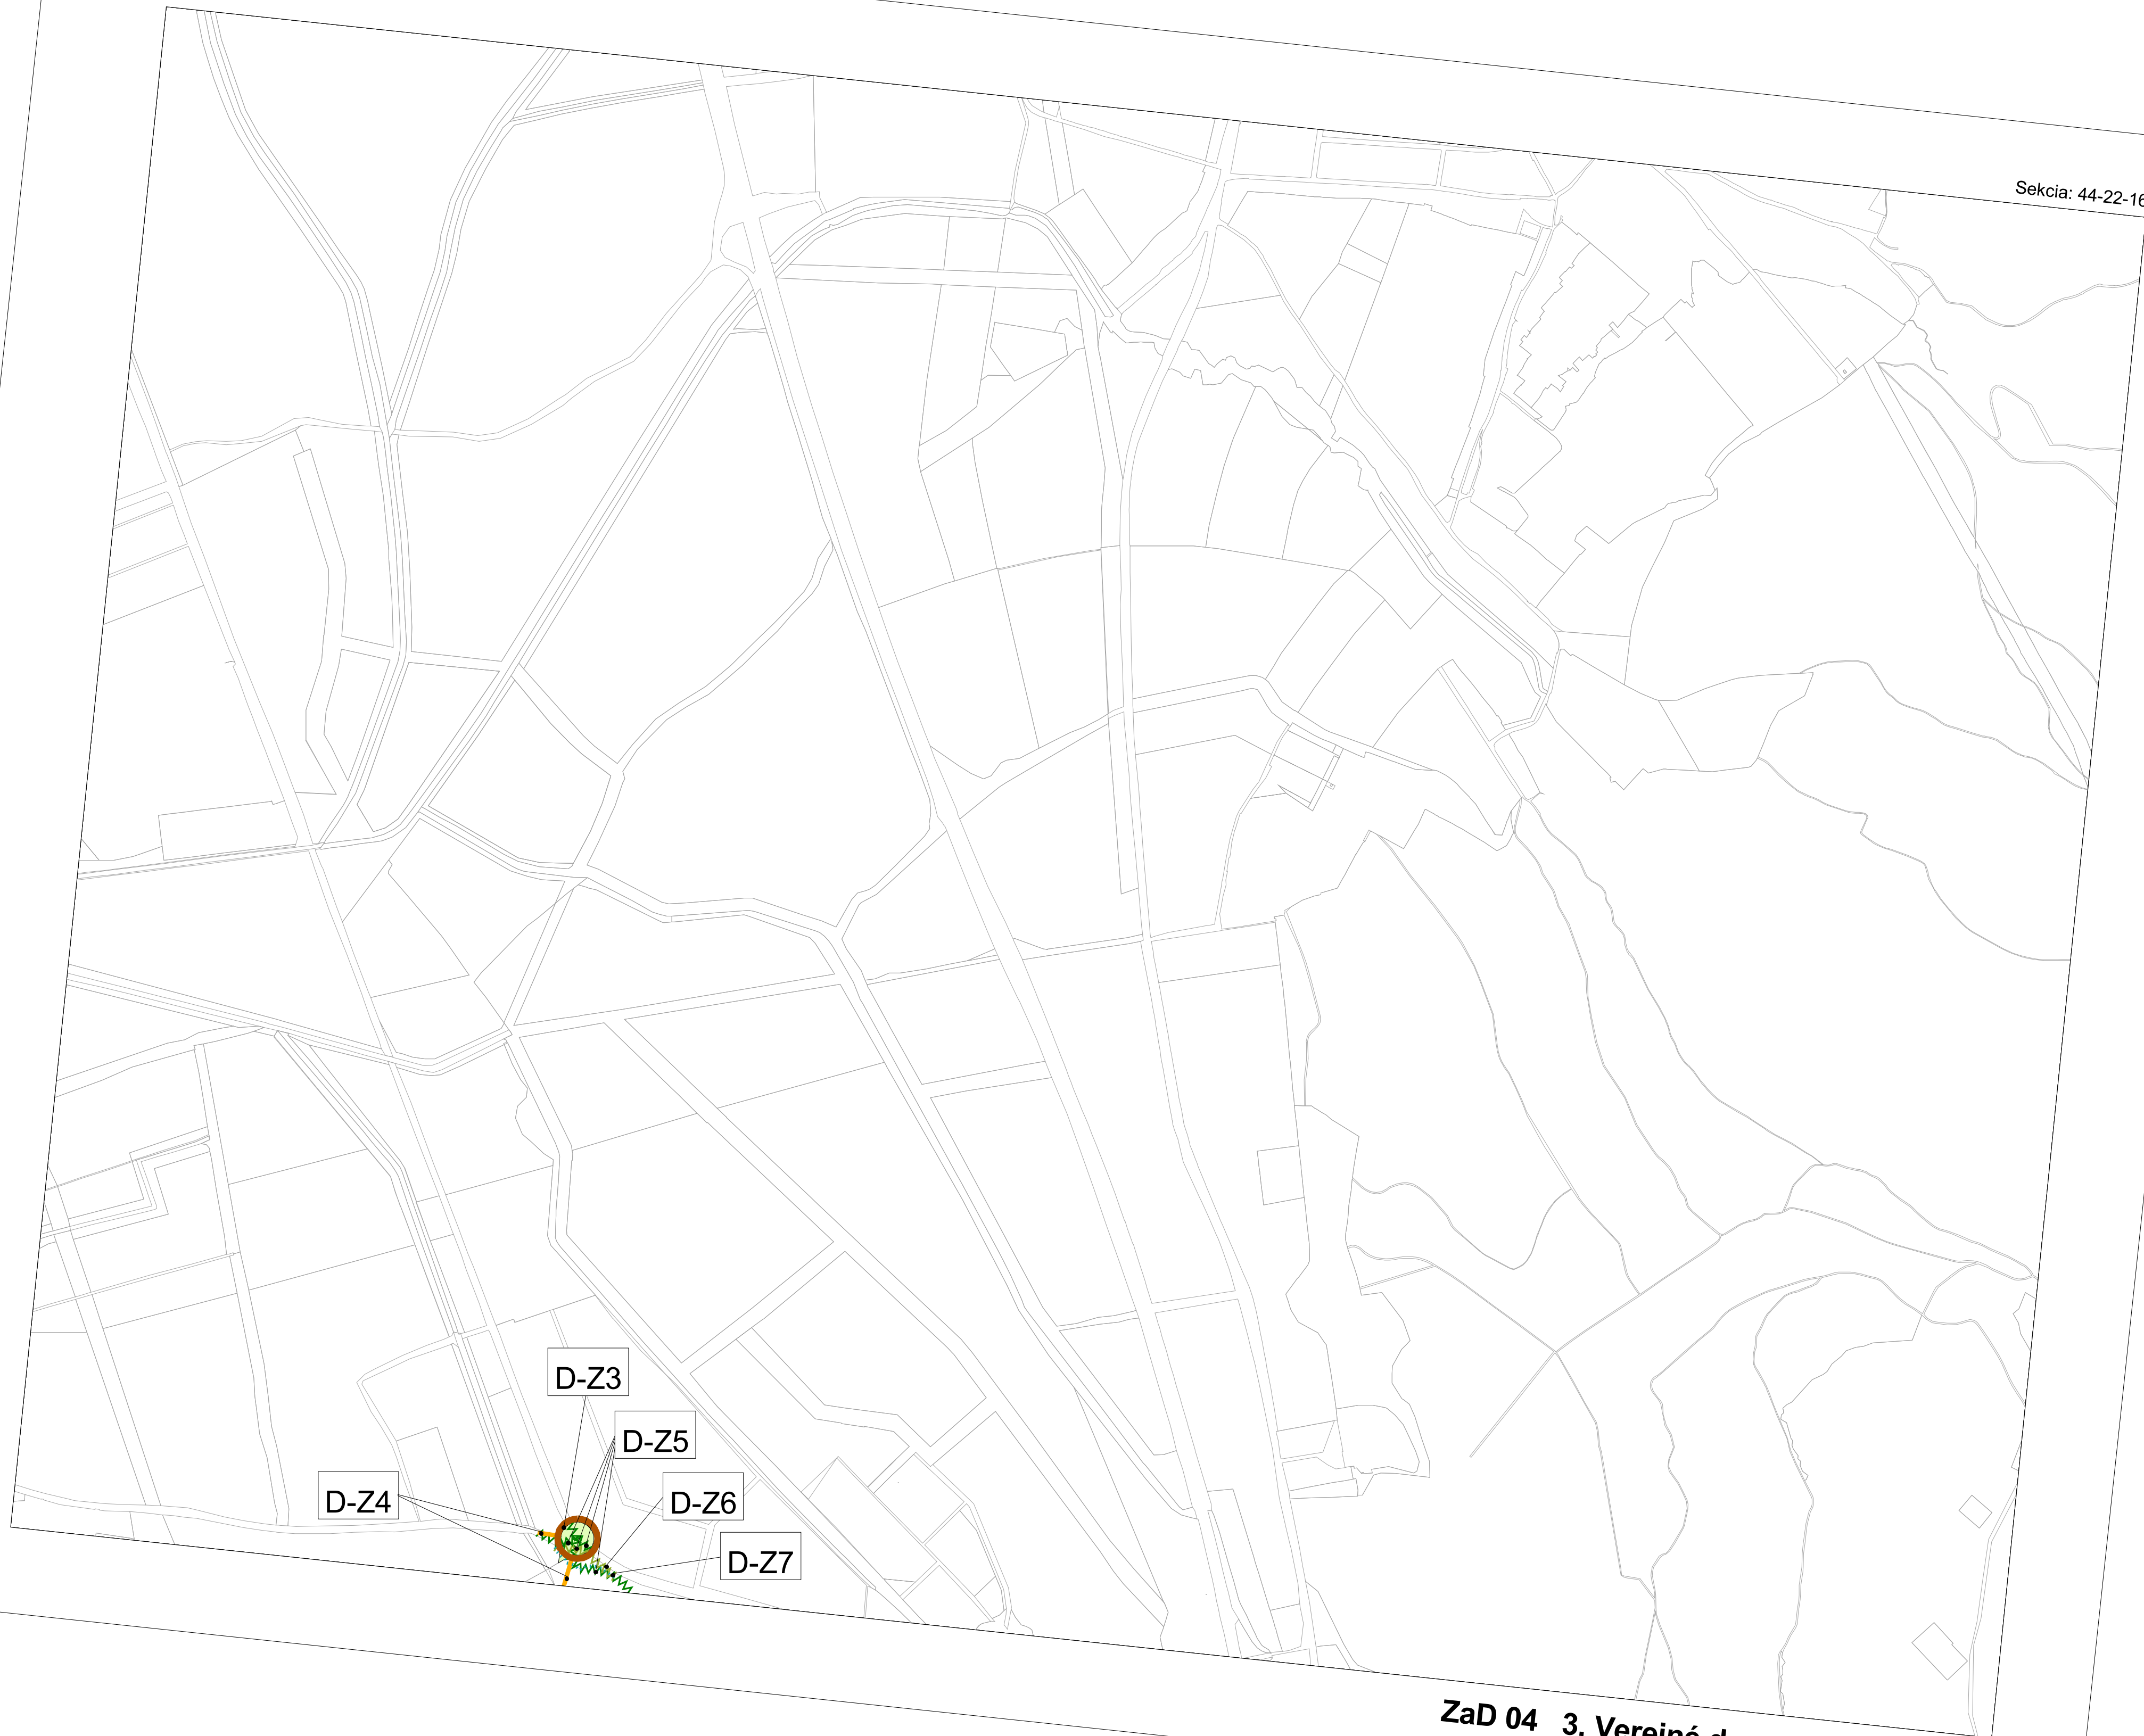 Sekcia: 44-22-16
D-Z3
D-Z5
D-Z4
D-Z6
D-Z7
ZaD 04 3. Verejné